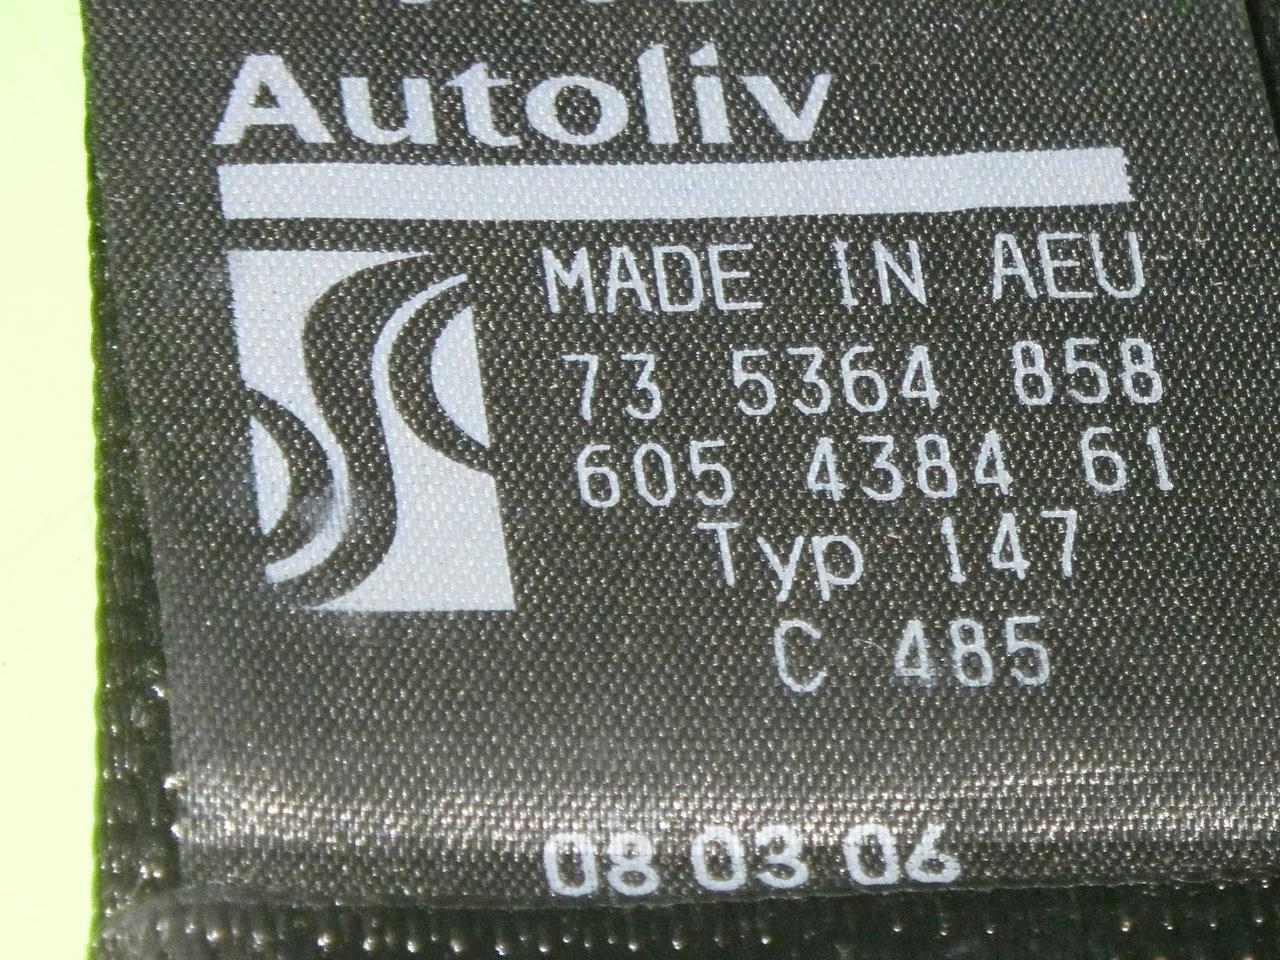 Autoliv
MADE IN AEU
73 5364 858
605 4384 61
Typ 147
C 485
08 03 06